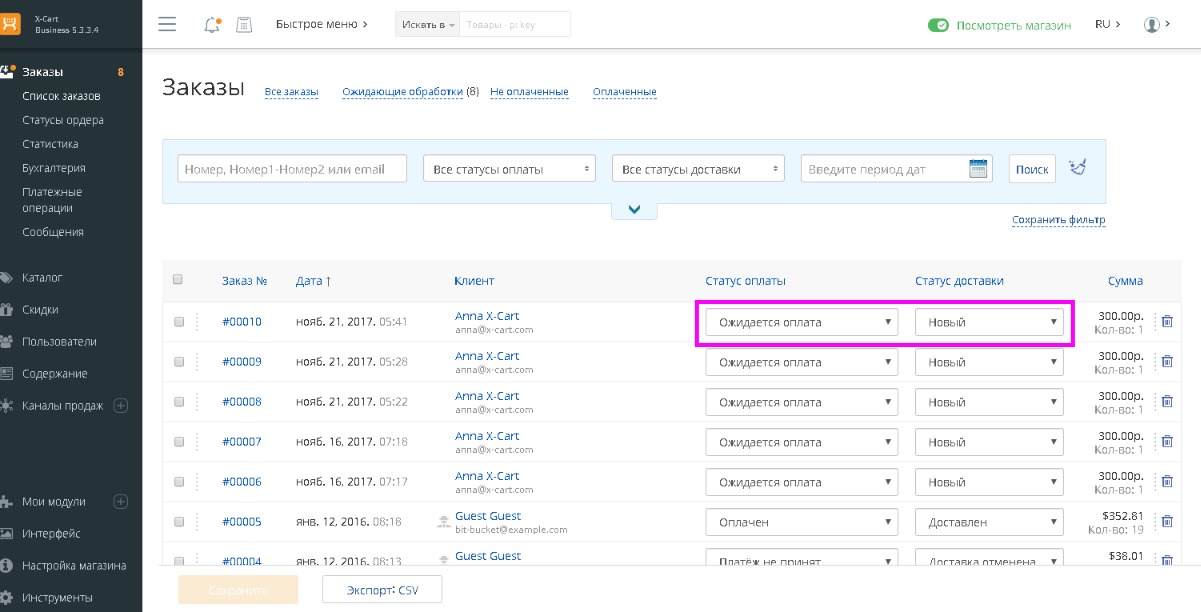 X-Cart
Business 5.3.3.4
Быстрое меню
Искать в
Товары - pr key
Посмотреть магазин
RU
Заказы
8
Список заказов
Статусы ордера
Статистика
Бухгалтерия
Платежные
операции
Сообщения
Каталог
Скидки
Пользователи
Содержание
Каналы продаж
Мои модули
Интерфейс
Настройка магазина
Инструменты
Заказы
Все заказы
Ожидающие обработки (8)
Не оплаченные
Оплаченные
Номер, Номер1-Номер2 или email
Все статусы оплаты
Все статусы доставки
Введите период дат
Поиск
Сохранить фильтр
Заказ № Дата ↑ Клиент Статус оплаты Статус доставки Сумма
#00010 нояб. 21, 2017. 05:41 Anna X-Cart Ожидается оплата Новый 300.00р.
anna@x-cart.com Кол-во: 1
#00009 нояб. 21, 2017. 05:28 Anna X-Cart Ожидается оплата Новый 300.00р.
anna@x-cart.com Кол-во: 1
#00008 нояб. 21, 2017. 05:22 Anna X-Cart Ожидается оплата Новый 300.00р.
anna@x-cart.com Кол-во: 1
#00007 нояб. 16, 2017. 07:18 Anna X-Cart Ожидается оплата Новый 300.00р.
anna@x-cart.com Кол-во: 1
#00006 нояб. 16, 2017. 07:17 Anna X-Cart Ожидается оплата Новый 300.00р.
anna@x-cart.com Кол-во: 1
#00005 янв. 12, 2016. 08:18 Guest Guest Оплачен Доставлен $352.81
bit-bucket@example.com Кол-во: 19
#00004 янв. 12, 2016. 08:13 Guest Guest Платёж не принят Доставка отменена $38.01
Сохранить
Экспорт: CSV